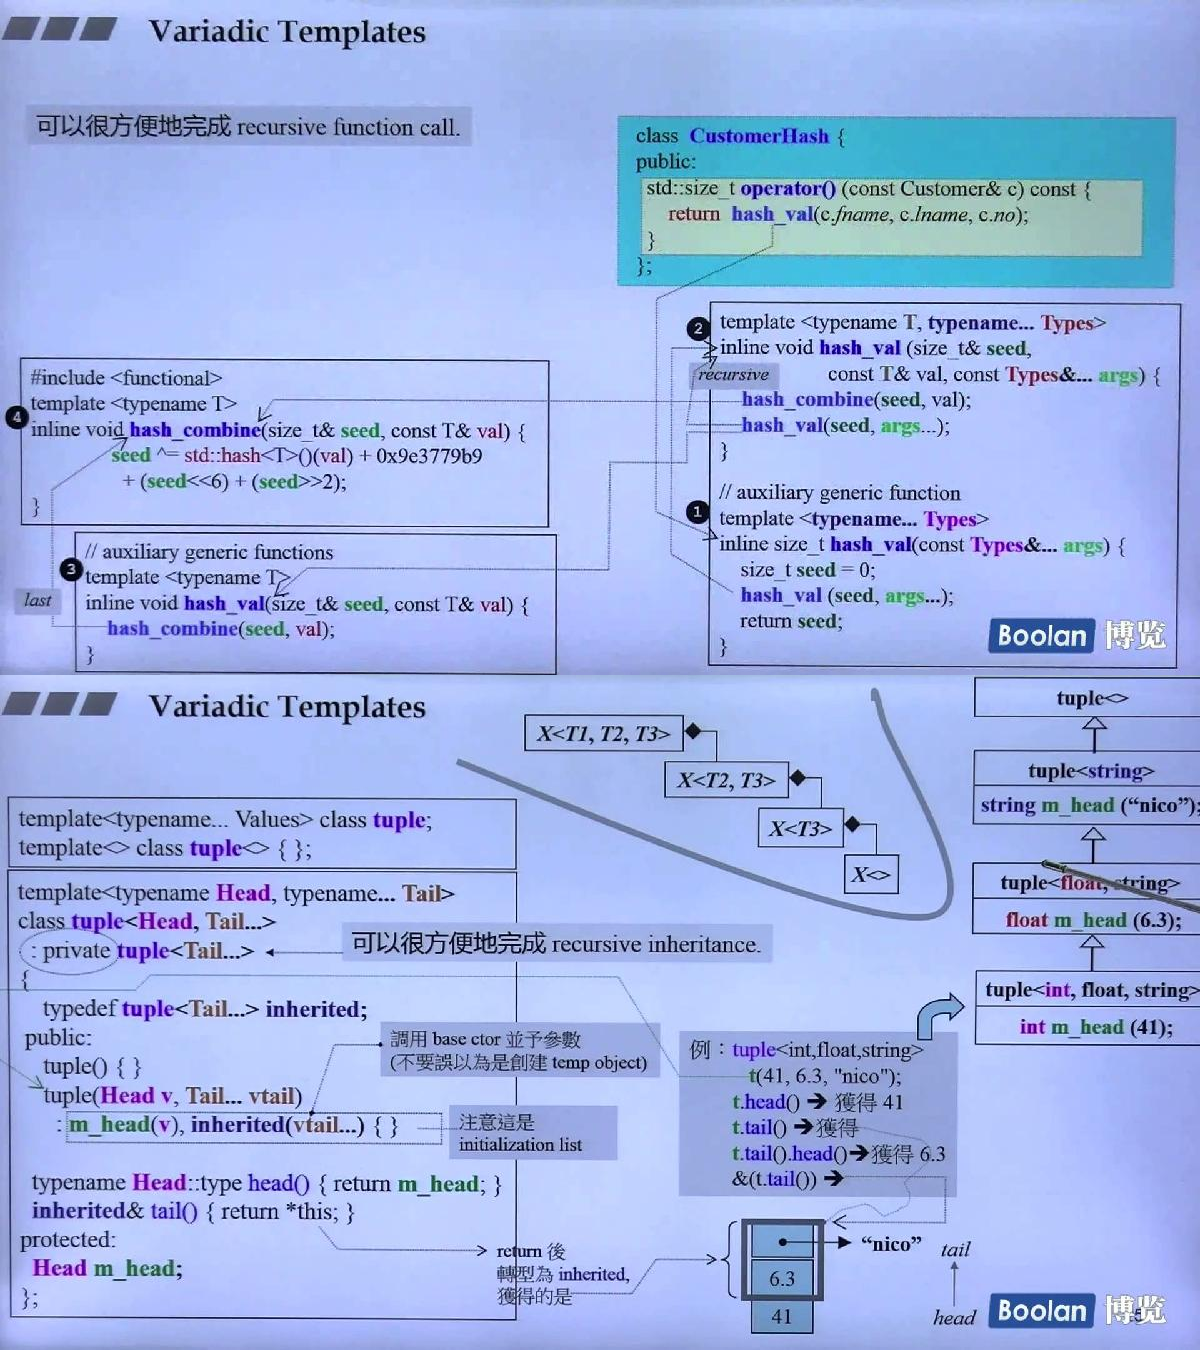 Variadic Templates
可以很方便地完成 recursive function call.
class CustomerHash {
public:
std::size_t operator() (const Customer& c) const {
return hash_val(c.fname, c.lname, c.no);
}
};
2
template <typename T, typename... Types>
inline void hash_val (size_t& seed,
recursive
const T& val, const Types&... args) {
hash_combine(seed, val);
hash_val(seed, args...);
}
// auxiliary generic function
1
template <typename... Types>
inline size_t hash_val(const Types&... args) {
size_t seed = 0;
hash_val (seed, args...);
return seed;
}
#include <functional>
template <typename T>
4
inline void hash_combine(size_t& seed, const T& val) {
seed ^= std::hash<T>()(val) + 0x9e3779b9
+ (seed<<6) + (seed>>2);
}
// auxiliary generic functions
3
template <typename T>
last
inline void hash_val(size_t& seed, const T& val) {
hash_combine(seed, val);
}
Boolan 博览
Variadic Templates
X<T1, T2, T3>
X<T2, T3>
X<T3>
X<>
tuple<>
tuple<string>
string m_head (“nico”);
tuple<float, string>
float m_head (6.3);
tuple<int, float, string>
int m_head (41);
template<typename... Values> class tuple;
template<> class tuple<> { };
template<typename Head, typename... Tail>
class tuple<Head, Tail...>
: private tuple<Tail...>
可以很方便地完成 recursive inheritance.
{
typedef tuple<Tail...> inherited;
public:
tuple() { }
tuple(Head v, Tail... vtail)
: m_head(v), inherited(vtail...) { }
調用 base ctor 並予參數
(不要誤以為是創建 temp object)
注意這是
initialization list
typename Head::type head() { return m_head; }
inherited& tail() { return *this; }
protected:
Head m_head;
};
return 後
轉型為 inherited,
獲得的是
例：tuple<int,float,string>
t(41, 6.3, "nico");
t.head() ➔ 獲得 41
t.tail() ➔獲得
t.tail().head()➔獲得 6.3
&(t.tail()) ➔
“nico”
6.3
41
tail
head
Boolan 博览